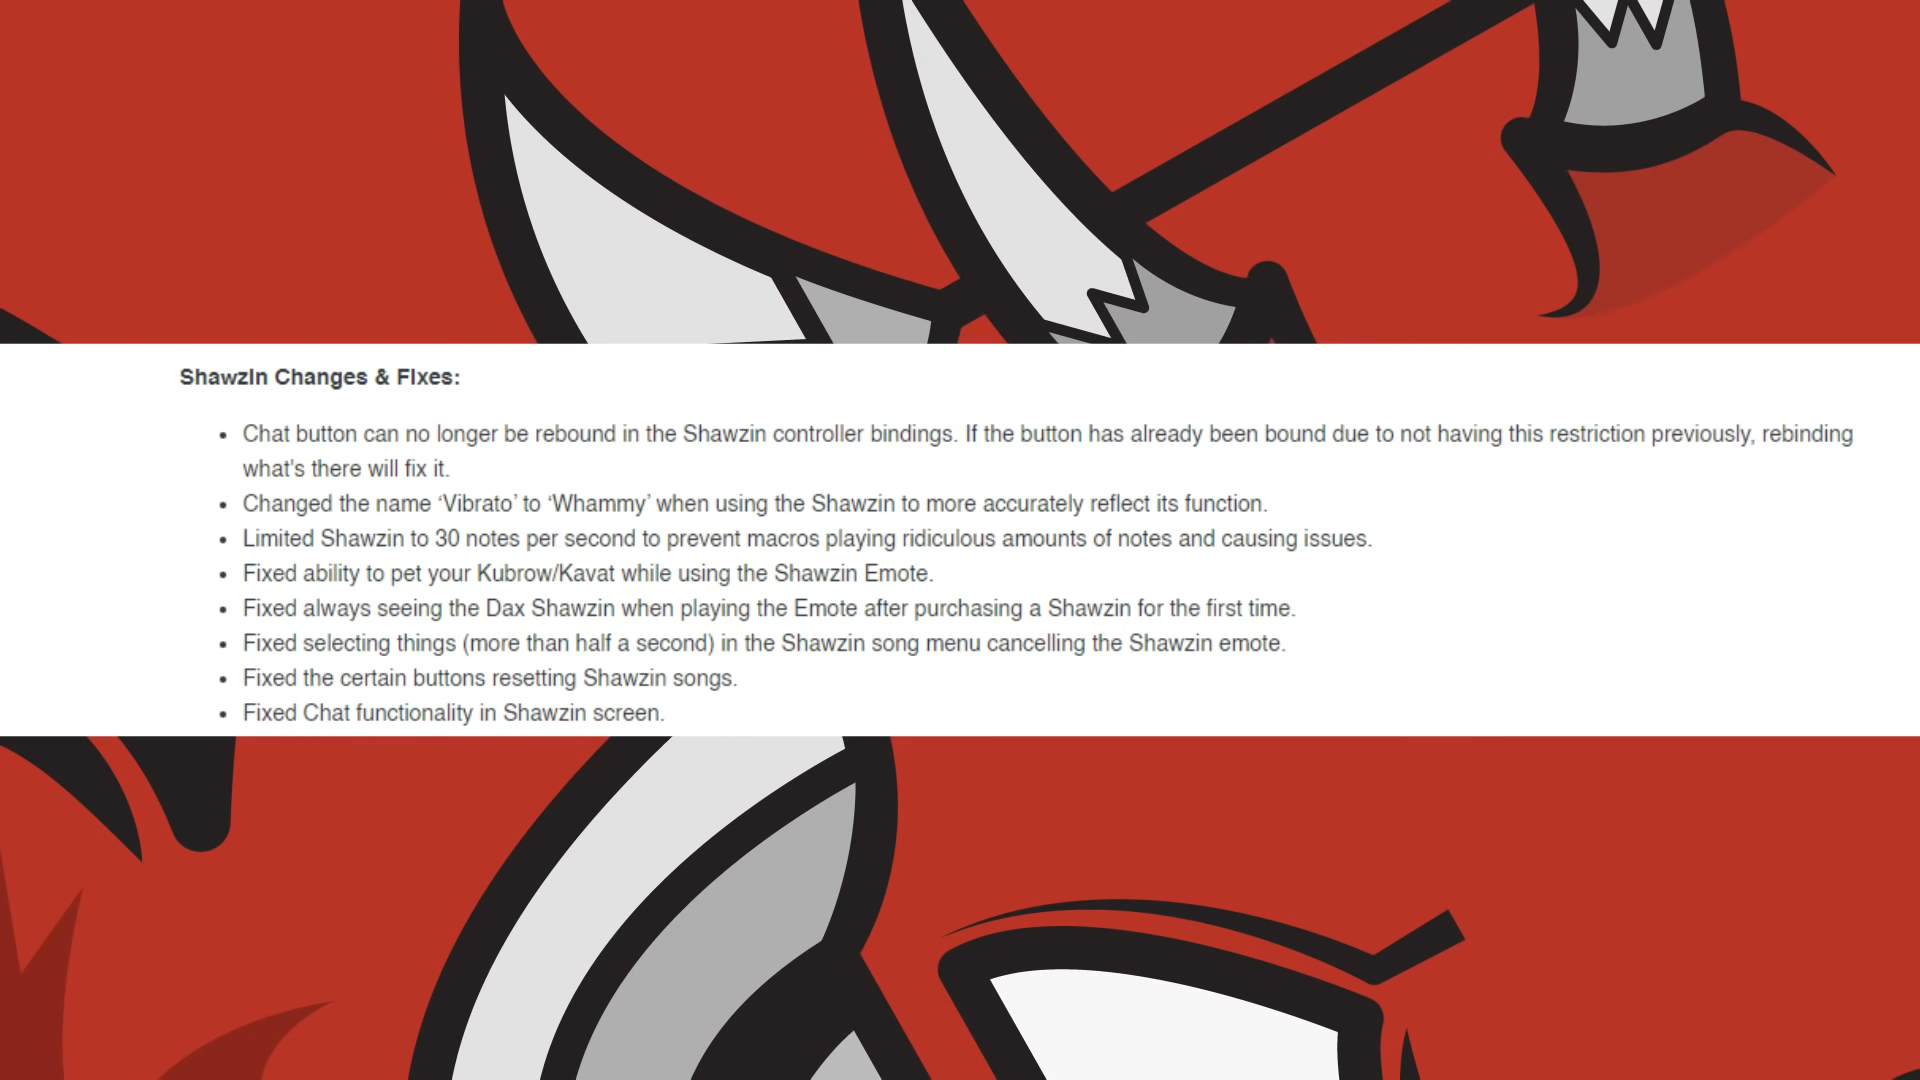 Shawzin Changes & Fixes:
• Chat button can no longer be rebound in the Shawzin controller bindings. If the button has already been bound due to not having this restriction previously, rebinding
what's there will fix it.
• Changed the name ‘Vibrato’ to ‘Whammy’ when using the Shawzin to more accurately reflect its function.
• Limited Shawzin to 30 notes per second to prevent macros playing ridiculous amounts of notes and causing issues.
• Fixed ability to pet your Kubrow/Kavat while using the Shawzin Emote.
• Fixed always seeing the Dax Shawzin when playing the Emote after purchasing a Shawzin for the first time.
• Fixed selecting things (more than half a second) in the Shawzin song menu cancelling the Shawzin emote.
• Fixed the certain buttons resetting Shawzin songs.
• Fixed Chat functionality in Shawzin screen.